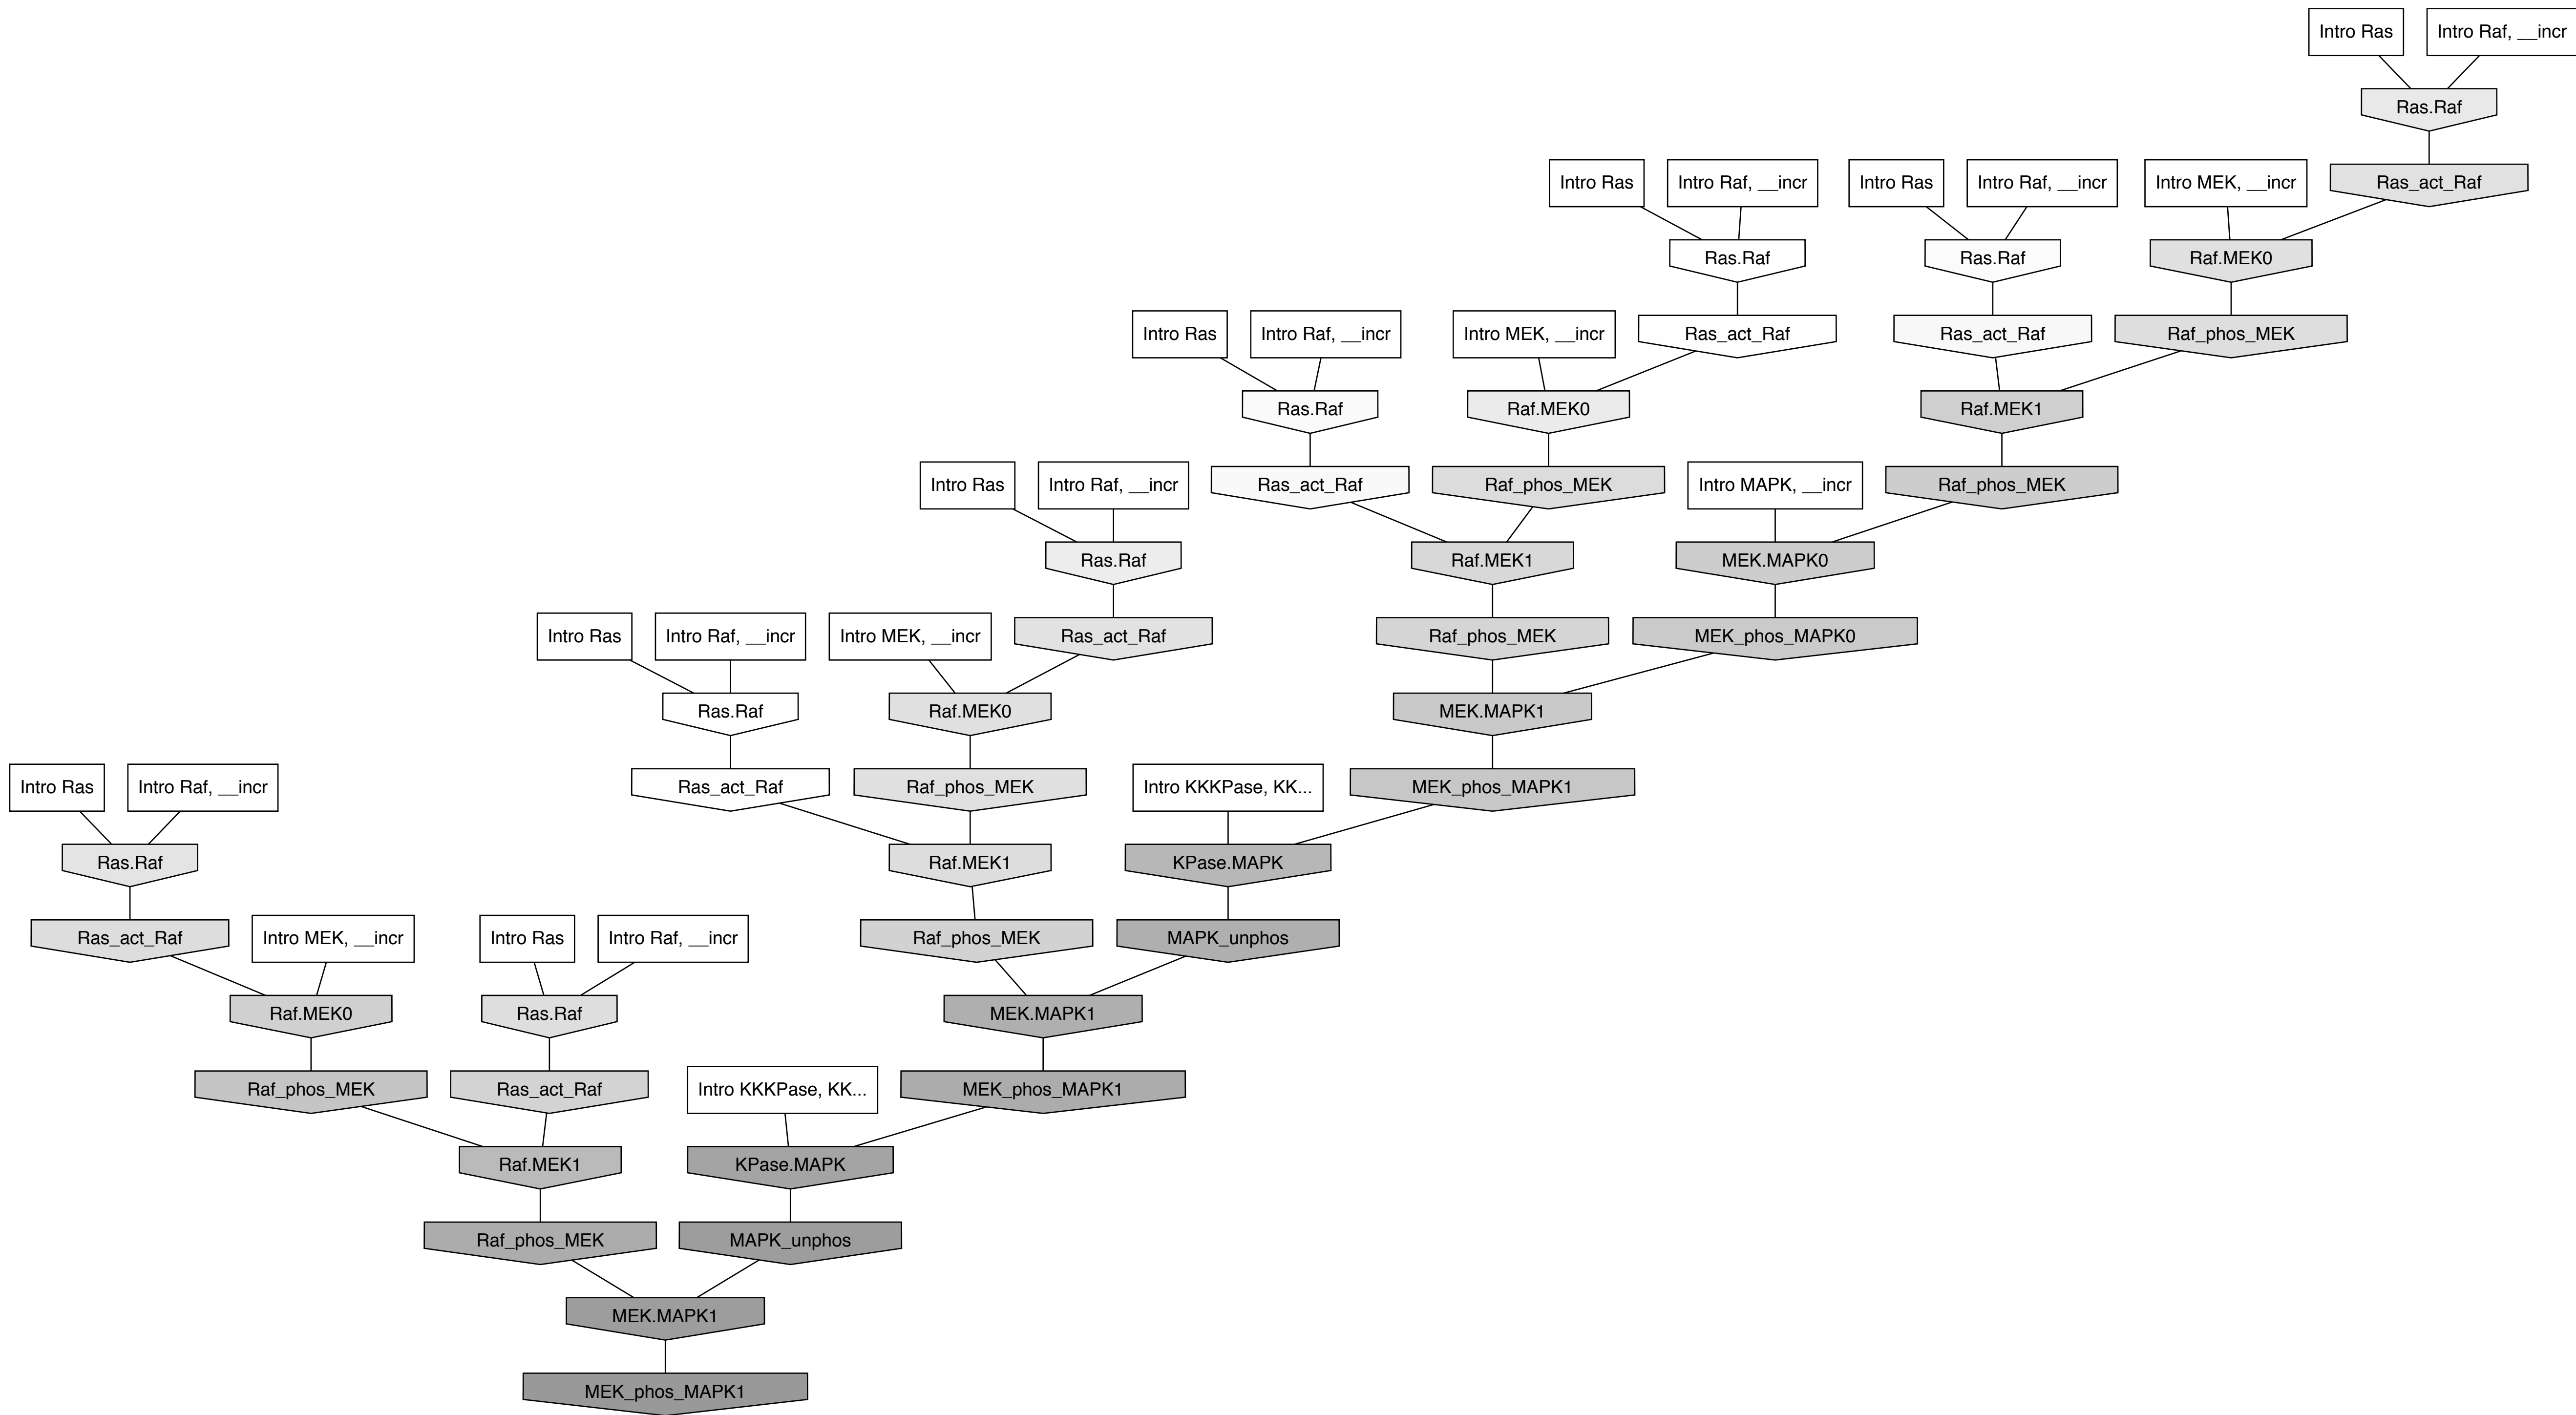 Intro Ras
Intro Raf, __incr
Ras.Raf
Intro Ras
Intro Raf, __incr
Intro Ras
Intro Raf, __incr
Intro MEK, __incr
Ras_act_Raf
Ras.Raf
Ras.Raf
Raf.MEK0
Intro Ras
Intro Raf, __incr
Intro MEK, __incr
Ras_act_Raf
Ras_act_Raf
Raf_phos_MEK
Ras.Raf
Raf.MEK0
Raf.MEK1
Intro Ras
Intro Raf, __incr
Ras_act_Raf
Raf_phos_MEK
Intro MAPK, __incr
Raf_phos_MEK
Ras.Raf
Raf.MEK1
MEK.MAPK0
Intro Ras
Intro Raf, __incr
Intro MEK, __incr
Ras_act_Raf
Raf_phos_MEK
MEK_phos_MAPK0
Ras.Raf
Raf.MEK0
MEK.MAPK1
Intro Ras
Intro Raf, __incr
Ras_act_Raf
Raf_phos_MEK
Intro KKKPase, KK...
MEK_phos_MAPK1
Ras.Raf
Raf.MEK1
KPase.MAPK
Ras_act_Raf
Intro MEK, __incr
Intro Ras
Intro Raf, __incr
Raf_phos_MEK
MAPK_unphos
Raf.MEK0
Ras.Raf
MEK.MAPK1
Raf_phos_MEK
Ras_act_Raf
Intro KKKPase, KK...
MEK_phos_MAPK1
Raf.MEK1
KPase.MAPK
Raf_phos_MEK
MAPK_unphos
MEK.MAPK1
MEK_phos_MAPK1